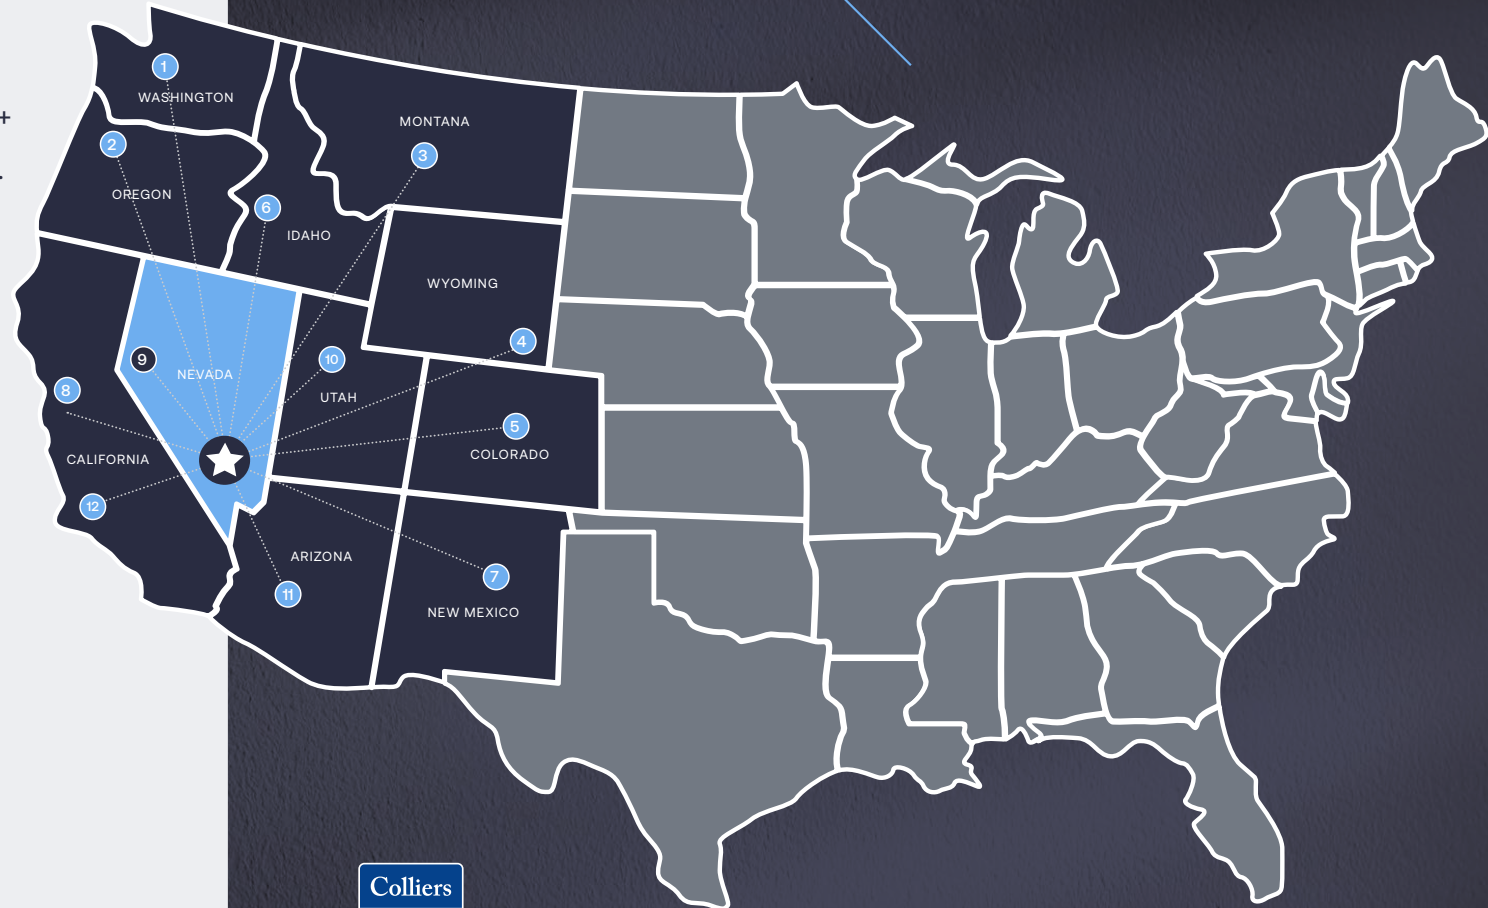 1
WASHINGTON
+
MONTANA
2
3
.
OREGON
6
IDAHO
WYOMING
4
9
10
NEVADA
8
UTAH
5
COLORADO
CALIFORNIA
12
ARIZONA
7
11
NEW MEXICO
Colliers